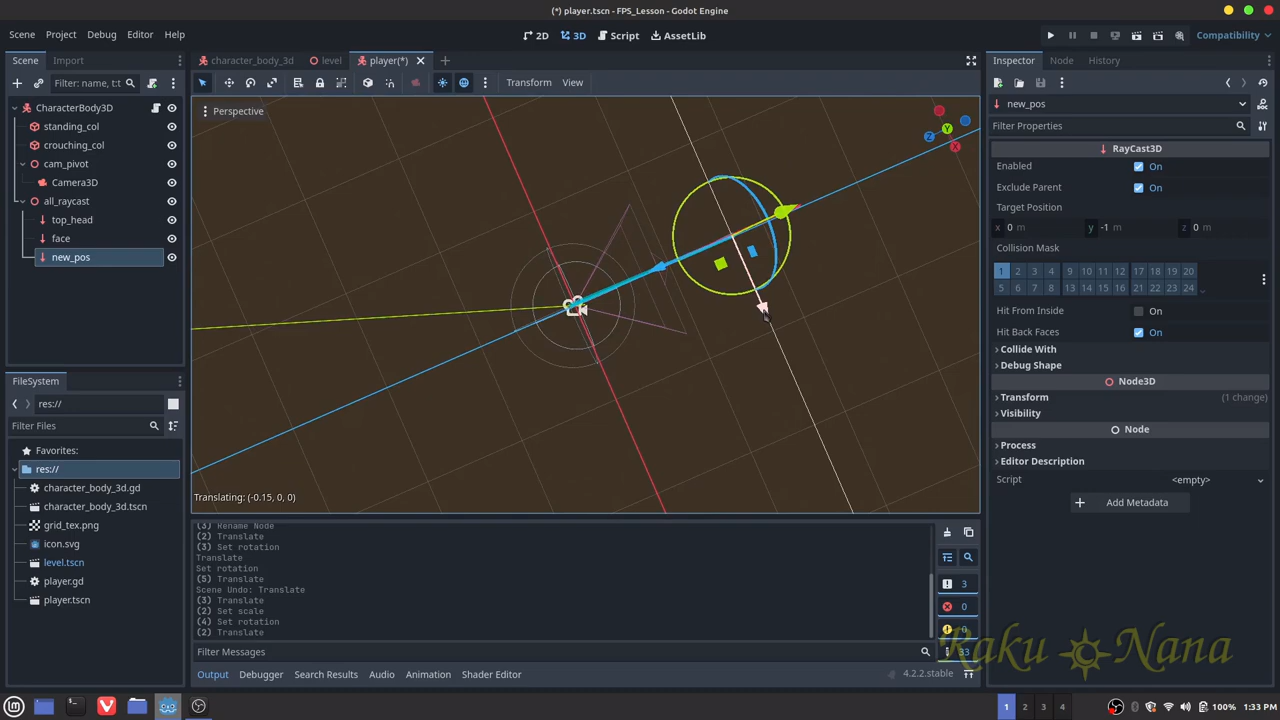 (*) player.tscn - FPS_Lesson - Godot Engine
Scene Project Debug Editor Help
2D 3D Script AssetLib
Compatibility
Scene Import
character_body_3d level player(*)
Inspector Node History
Filter: name, t:t
Transform View
new_pos
Filter Properties
CharacterBody3D
standing_col
crouching_col
cam_pivot
Camera3D
all_raycast
top_head
face
new_pos
Perspective
Z Y X
Translating: (-0.15, 0, 0)
RayCast3D
Enabled On
Exclude Parent On
Target Position
x 0 m y -1 m z 0 m
Collision Mask
1 2 3 4 9 10 11 12 17 18 19 20
5 6 7 8 13 14 15 16 21 22 23 24
Hit From Inside On
Hit Back Faces On
Collide With
Debug Shape
Node3D
Transform (1 change)
Visibility
Node
Process
Editor Description
Script <empty>
Add Metadata
FileSystem
res://
Filter Files
Favorites:
res://
character_body_3d.gd
character_body_3d.tscn
grid_tex.png
icon.svg
level.tscn
player.gd
player.tscn
(3) Rename Node
(2) Translate
(3) Set rotation
Translate
Set rotation
(5) Translate
Scene Undo: Translate
(3) Translate
(2) Set scale
(4) Set rotation
(2) Translate
3
0
0
33
Filter Messages
Output Debugger Search Results Audio Animation Shader Editor
4.2.2.stable
Raku Nana
1 2 3 4
100% 1:33 PM